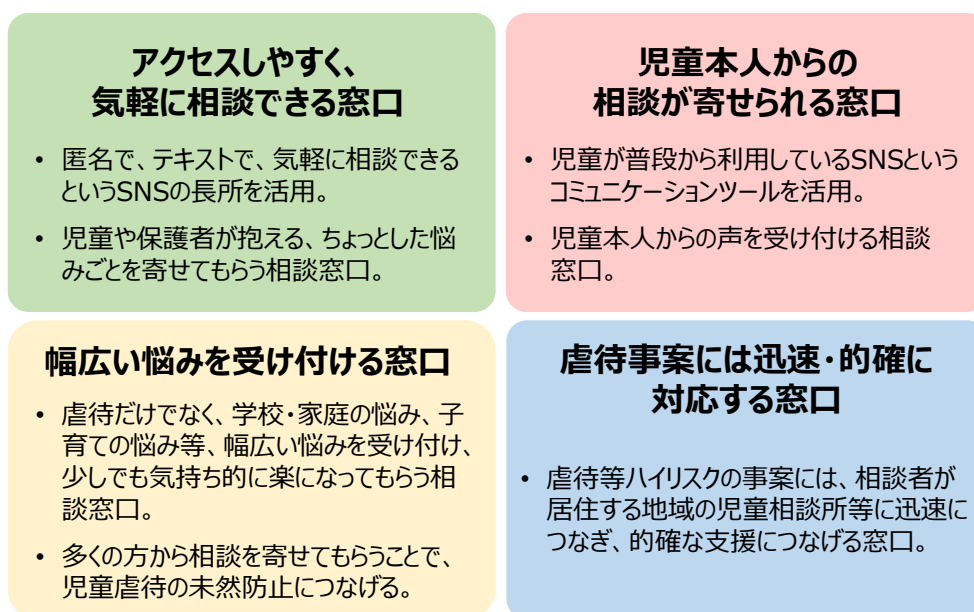 アクセスしやすく、
気軽に相談できる窓口
• 匿名で、テキストで、気軽に相談できる
というSNSの長所を活用。
• 児童や保護者が抱える、ちょっとした悩
みごとを寄せてもらう相談窓口。
児童本人からの
相談が寄せられる窓口
• 児童が普段から利用しているSNSという
コミュニケーションツールを活用。
• 児童本人からの声を受け付ける相談
窓口。
幅広い悩みを受け付ける窓口
• 虐待だけでなく、学校・家庭の悩み、子
育ての悩み等、幅広い悩みを受け付け、
少しでも気持ち的に楽になってもらう相
談窓口。
• 多くの方から相談を寄せてもらうことで、
児童虐待の未然防止につなげる。
虐待事案には迅速・的確に
対応する窓口
• 虐待等ハイリスクの事案には、相談者が
居住する地域の児童相談所等に迅速に
つなぎ、的確な支援につなげる窓口。